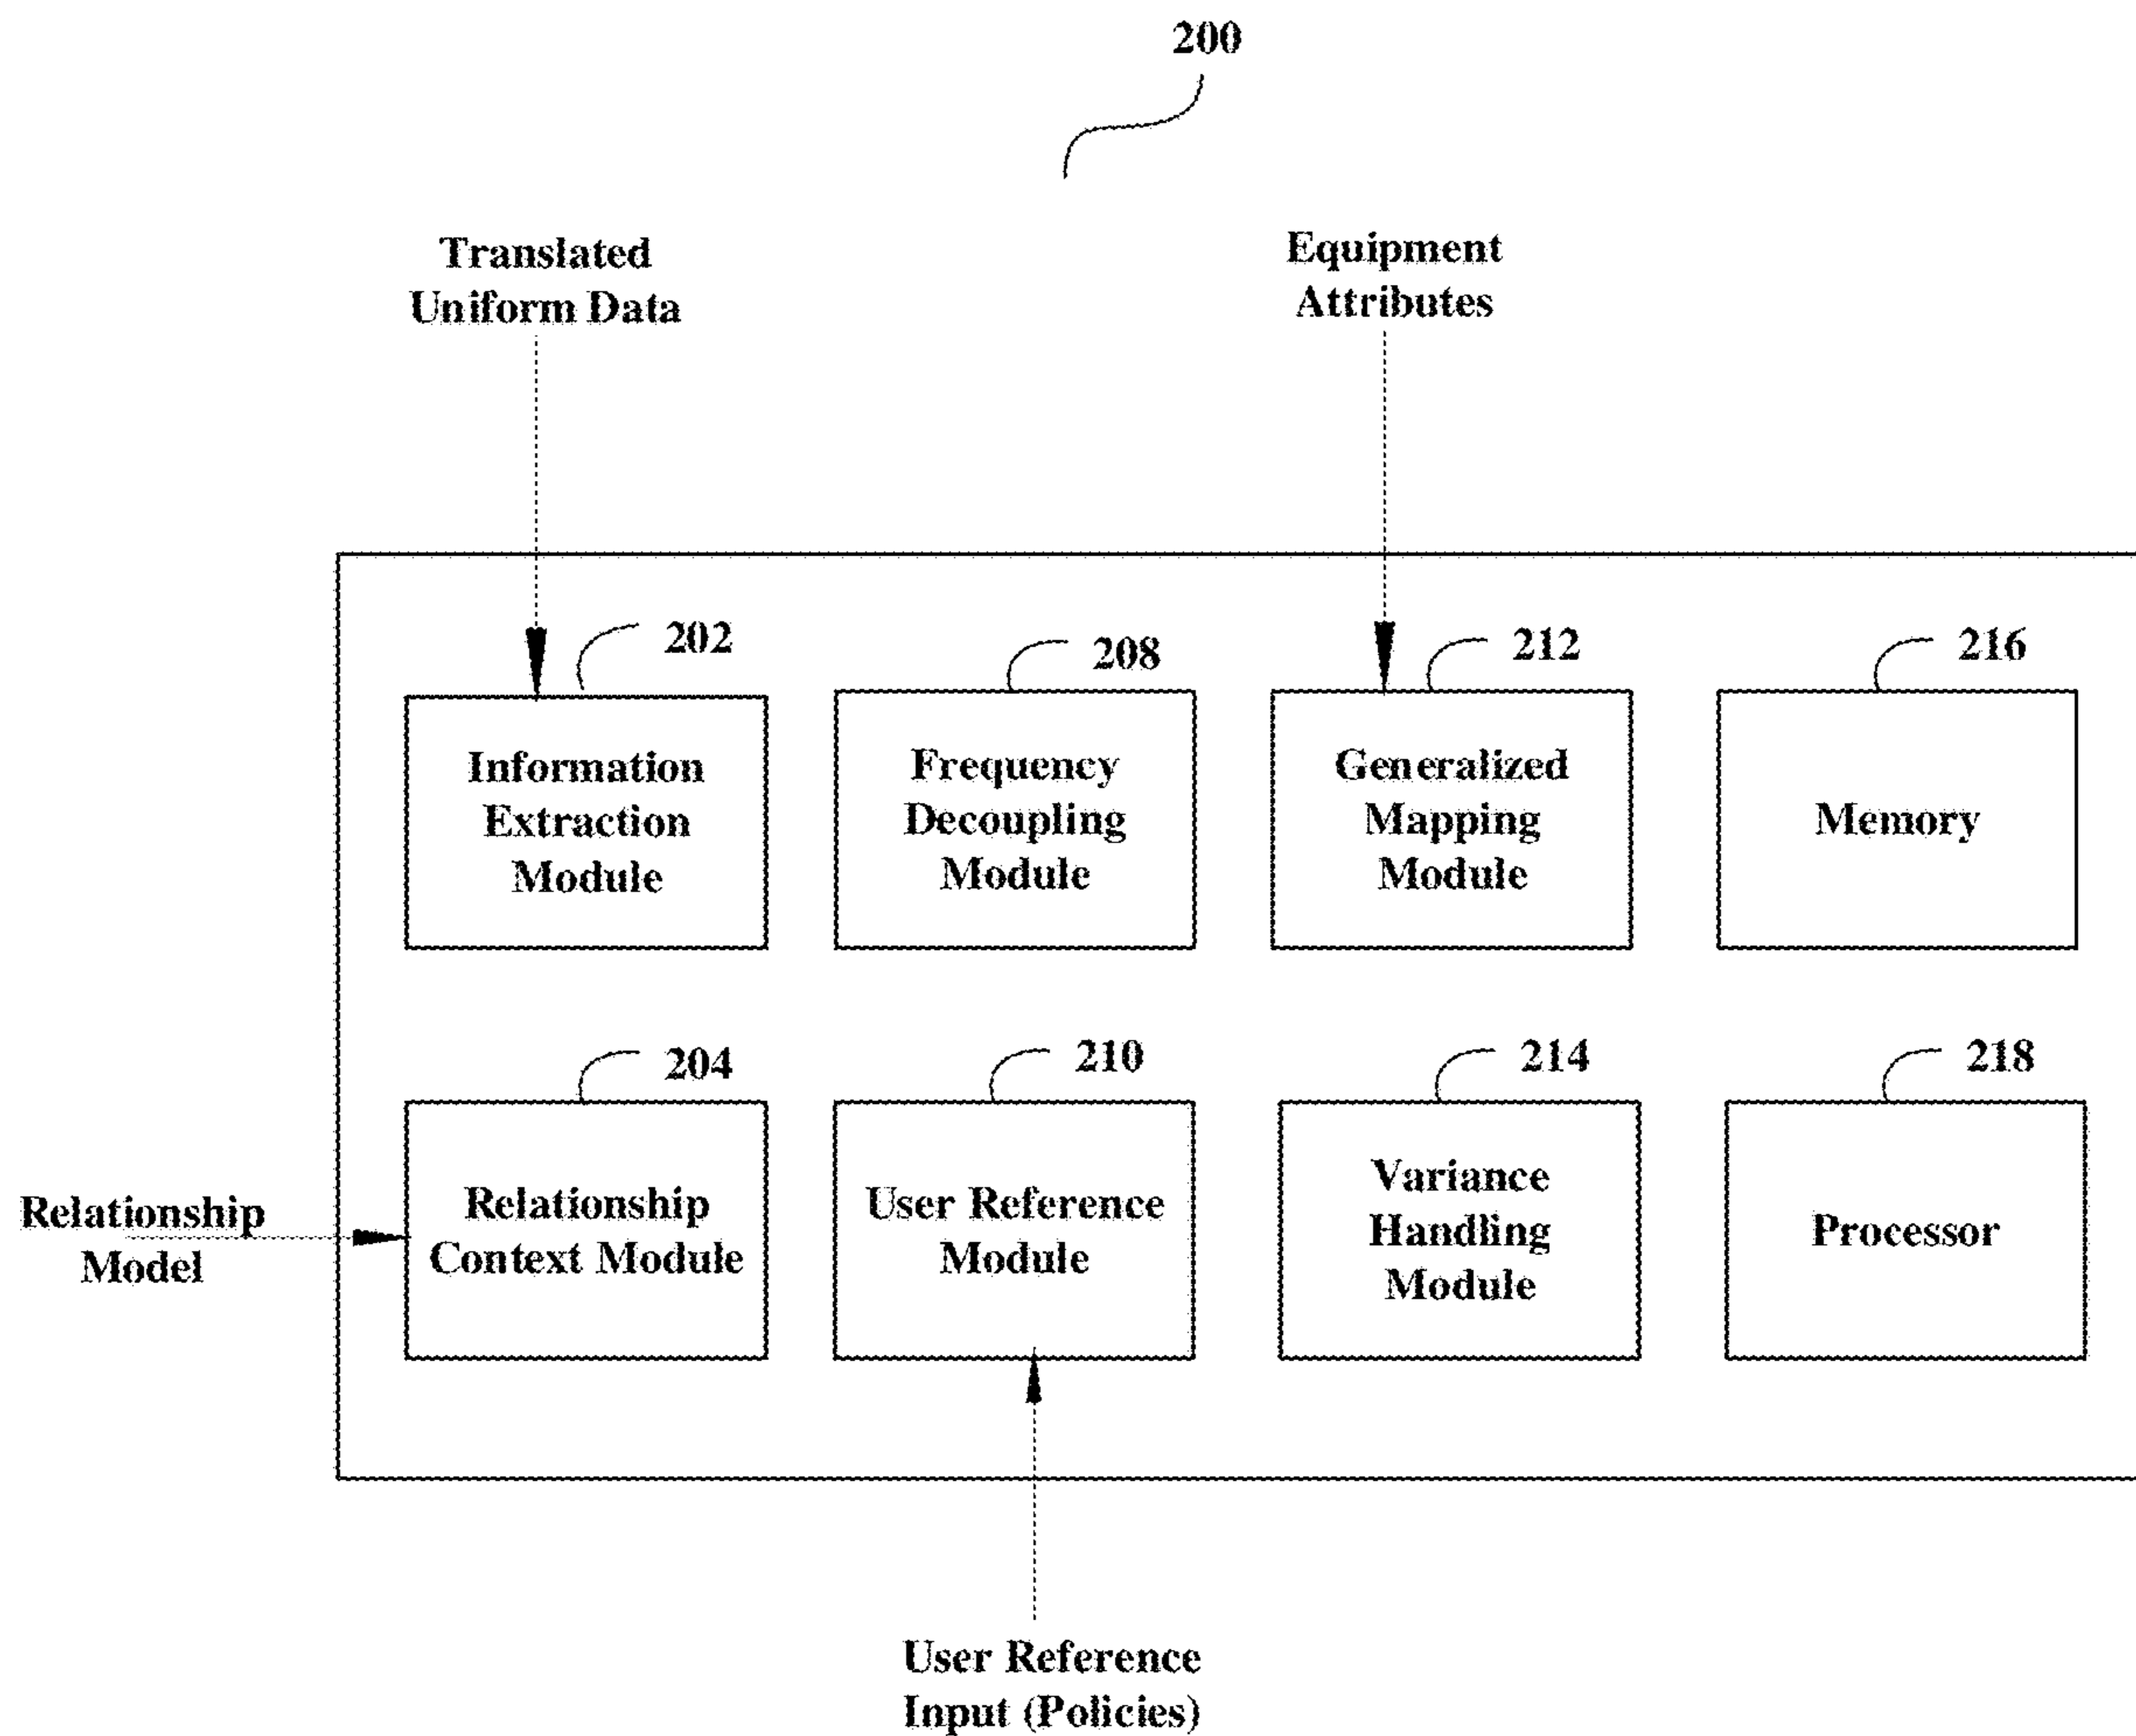 200
Translated
Uniform Data
Equipment
Attributes
202
208
212
216
Information
Extraction
Module
Frequency
Decoupling
Module
Generalized
Mapping
Module
Memory
204
210
214
218
Relationship
Model
Relationship
Context Module
User Reference
Module
Variance
Handling
Module
Processor
User Reference
Input (Policies)